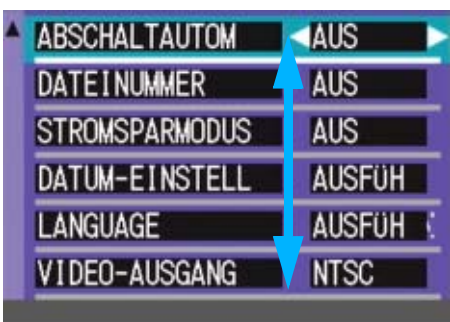 ABSCHALTAUTOM AUS
DATEINUMMER AUS
STROMSPARMODUS AUS
DATUM-EINSTELL AUSFÜH
LANGUAGE AUSFÜH
VIDEO-AUSGANG NTSC